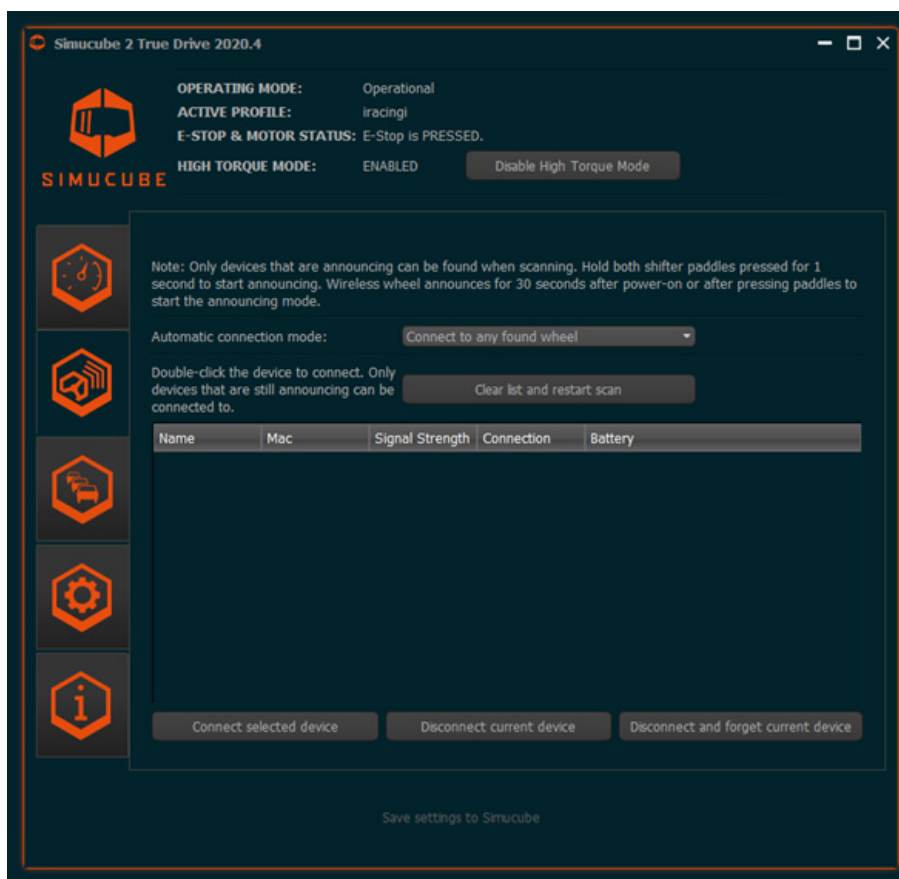 Simucube 2 True Drive 2020.4
OPERATING MODE: Operational
ACTIVE PROFILE: iracingi
E-STOP & MOTOR STATUS: E-Stop is PRESSED.
HIGH TORQUE MODE: ENABLED Disable High Torque Mode
SIMUCUBE
Note: Only devices that are announcing can be found when scanning. Hold both shifter paddles pressed for 1
second to start announcing. Wireless wheel announces for 30 seconds after power-on or after pressing paddles to
start the announcing mode.
Automatic connection mode: Connect to any found wheel
Double-click the device to connect. Only
devices that are still announcing can be
connected to.
Clear list and restart scan
Name Mac Signal Strength Connection Battery
Connect selected device Disconnect current device Disconnect and forget current device
Save settings to Simucube